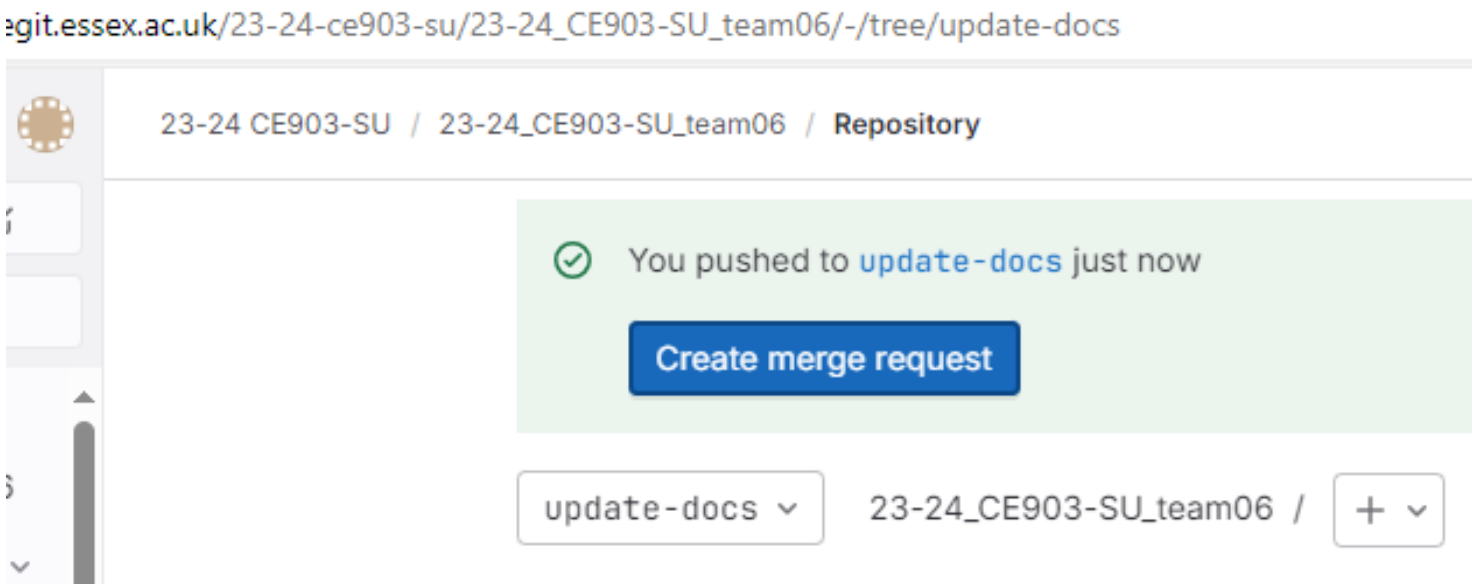 egit.essex.ac.uk/23-24-ce903-su/23-24_CE903-SU_team06/-/tree/update-docs
23-24 CE903-SU / 23-24_CE903-SU_team06 / Repository
You pushed to update-docs just now
Create merge request
update-docs 23-24_CE903-SU_team06 / +